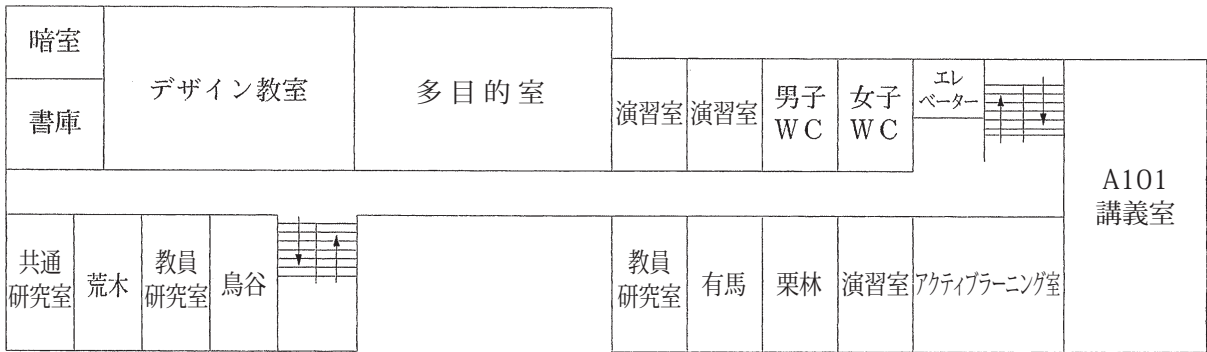 暗室
書庫
デザイン教室
多目的室
演習室
演習室
男子
WC
女子
WC
エレ
ベーター
A101
講義室
共通
研究室
荒木
教員
研究室
鳥谷
教員
研究室
有馬
栗林
演習室
アクティブラーニング室